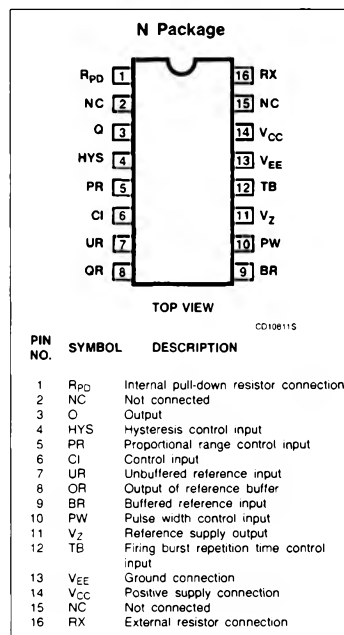 N Package
RPD 1 16 RX
NC 2 15 NC
Q 3 14 VCC
HYS 4 13 VEE
PR 5 12 TB
CI 6 11 VZ
UR 7 10 PW
QR 8 9 BR
TOP VIEW
CD10811S
PIN NO. SYMBOL DESCRIPTION
1 RPD Internal pull-down resistor connection
2 NC Not connected
3 O Output
4 HYS Hysteresis control input
5 PR Proportional range control input
6 CI Control input
7 UR Unbuffered reference input
8 OR Output of reference buffer
9 BR Buffered reference input
10 PW Pulse width control input
11 VZ Reference supply output
12 TB Firing burst repetition time control
input
13 VEE Ground connection
14 VCC Positive supply connection
15 NC Not connected
16 RX External resistor connection